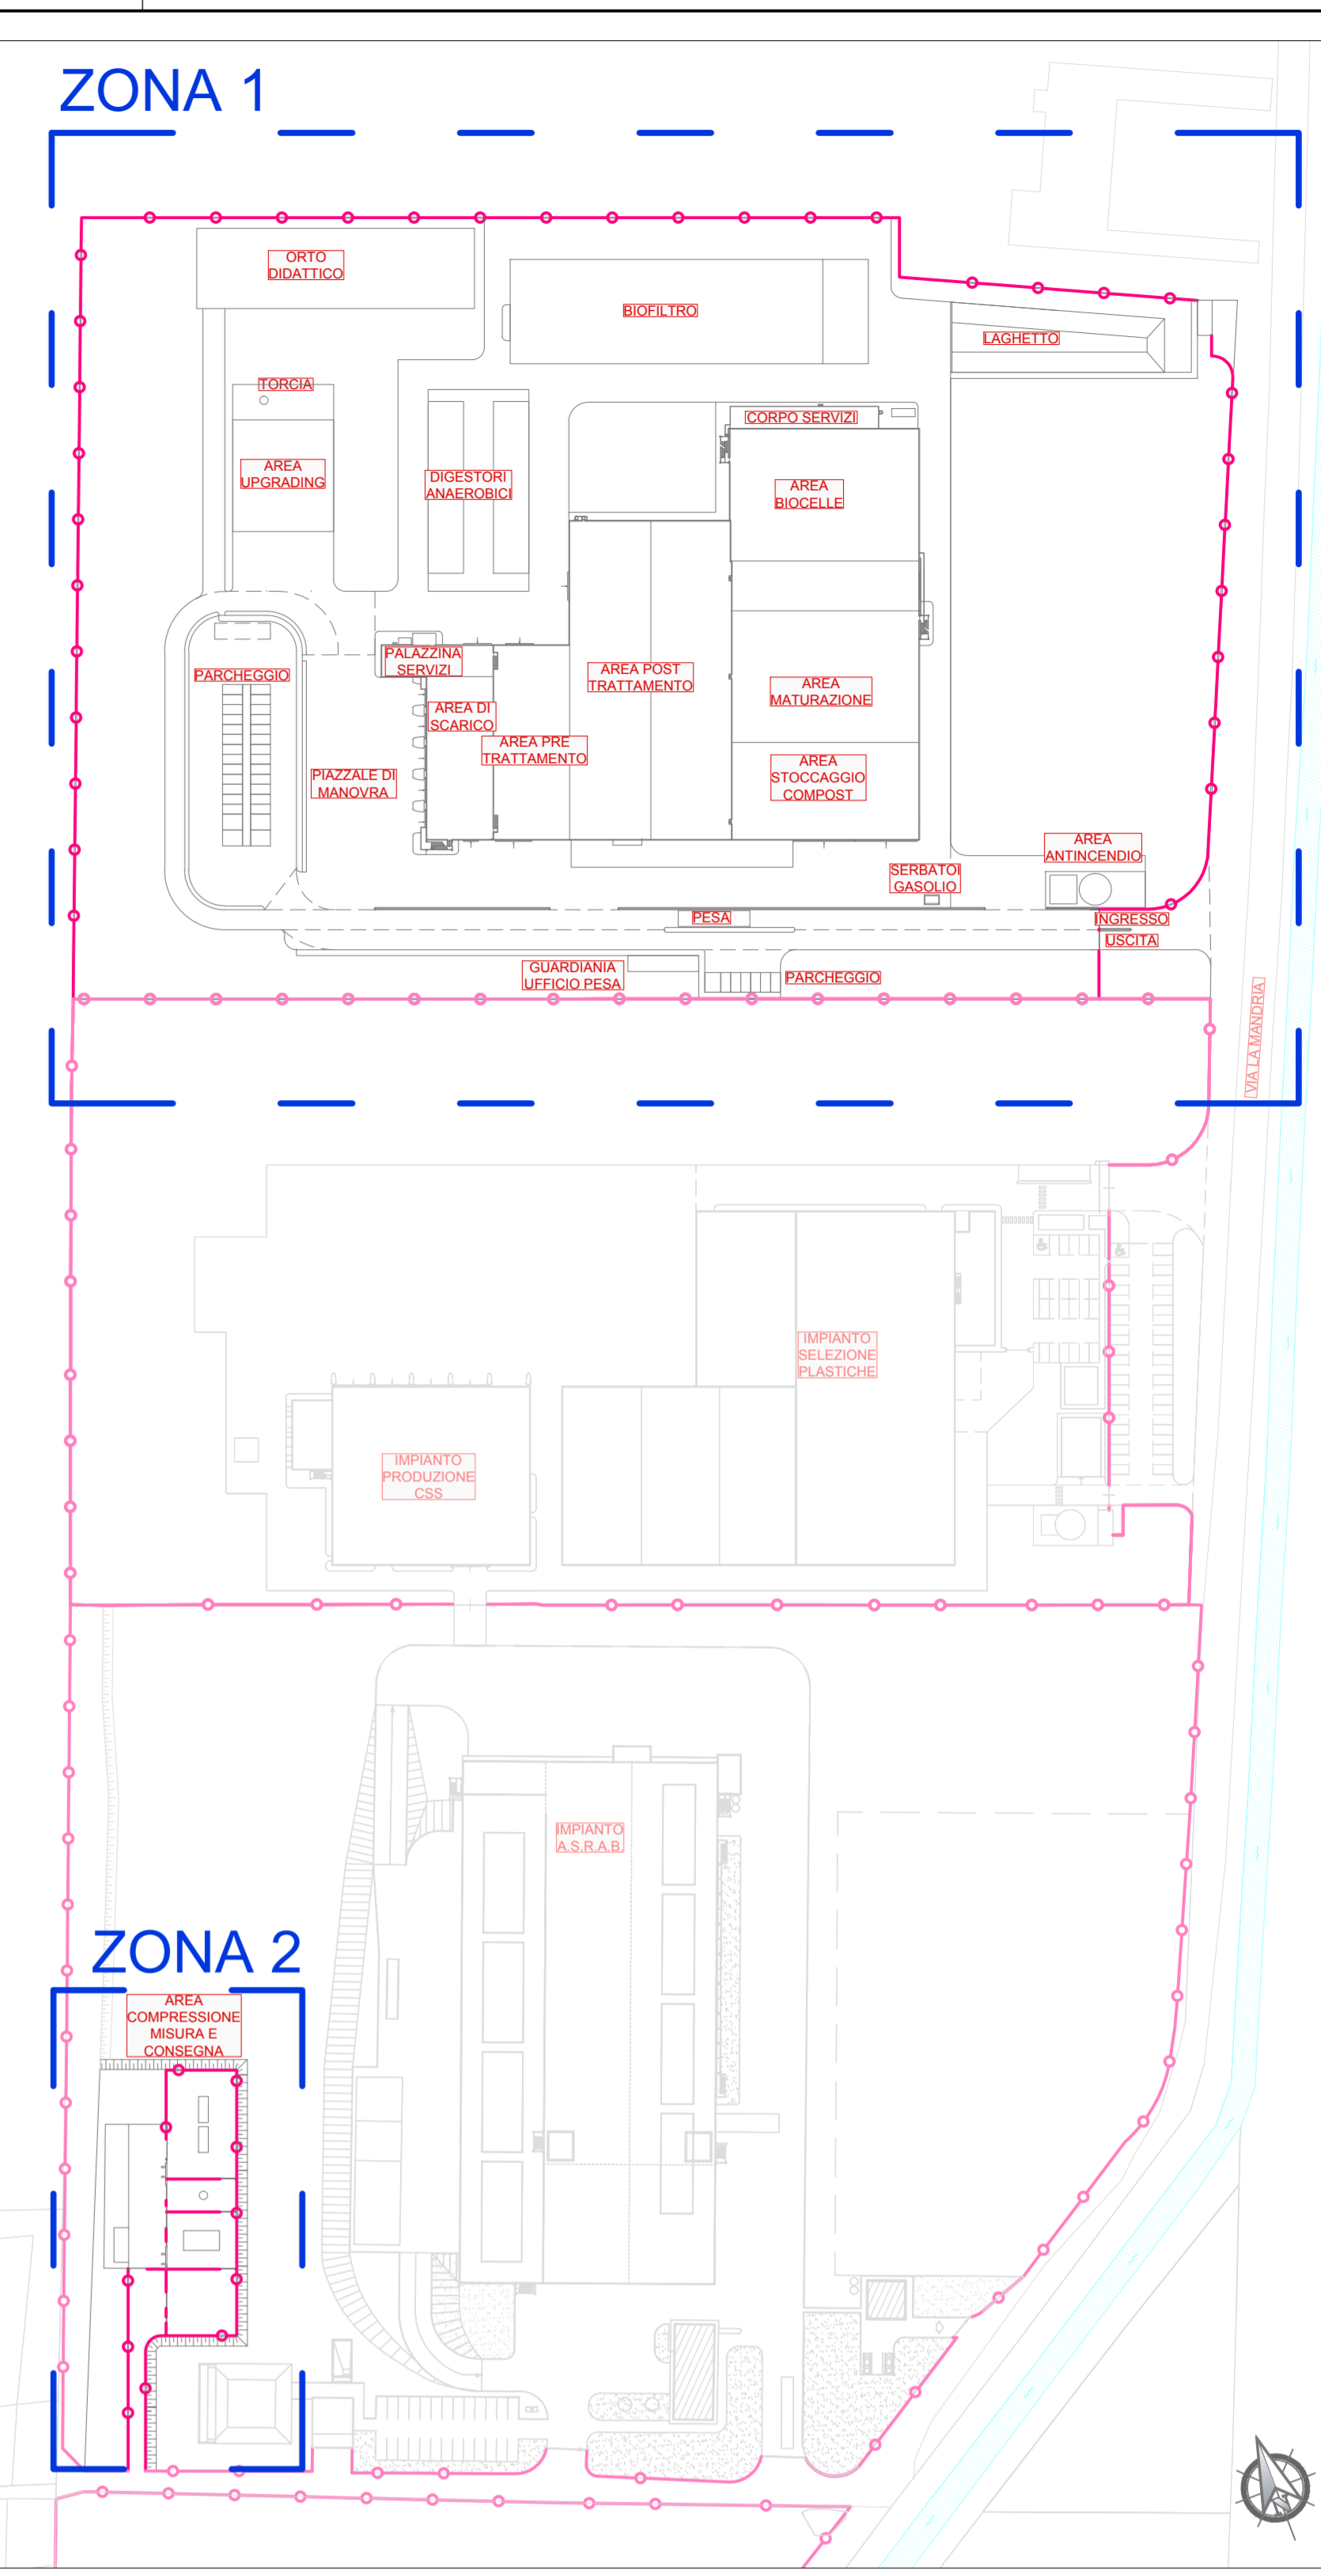 ZONA 1
ORTO
DIDATTICO
BIOFILTRO
LAGHETTO
TORCIA
CORPO SERVIZI
AREA
UPGRADING
DIGESTORI
ANAEROBICI
AREA
BIOCELLE
PALAZZINA
SERVIZI
PARCHEGGIO
AREA POST
TRATTAMENTO
AREA
MATURAZIONE
AREA DI
SCARICO
AREA PRE
TRATTAMENTO
PIAZZALE DI
MANOVRA
AREA
STOCCAGGIO
COMPOST
AREA
ANTINCENDIO
SERBATOI
GASOLIO
PESA
INGRESSO
USCITA
GUARDIANIA
UFFICIO PESA
PARCHEGGIO
VIA LA MANDRIA
IMPIANTO
SELEZIONE
PLASTICHE
IMPIANTO
PRODUZIONE
CSS
IMPIANTO
A.S.R.A.B.
ZONA 2
AREA
COMPRESSIONE
MISURA E
CONSEGNA